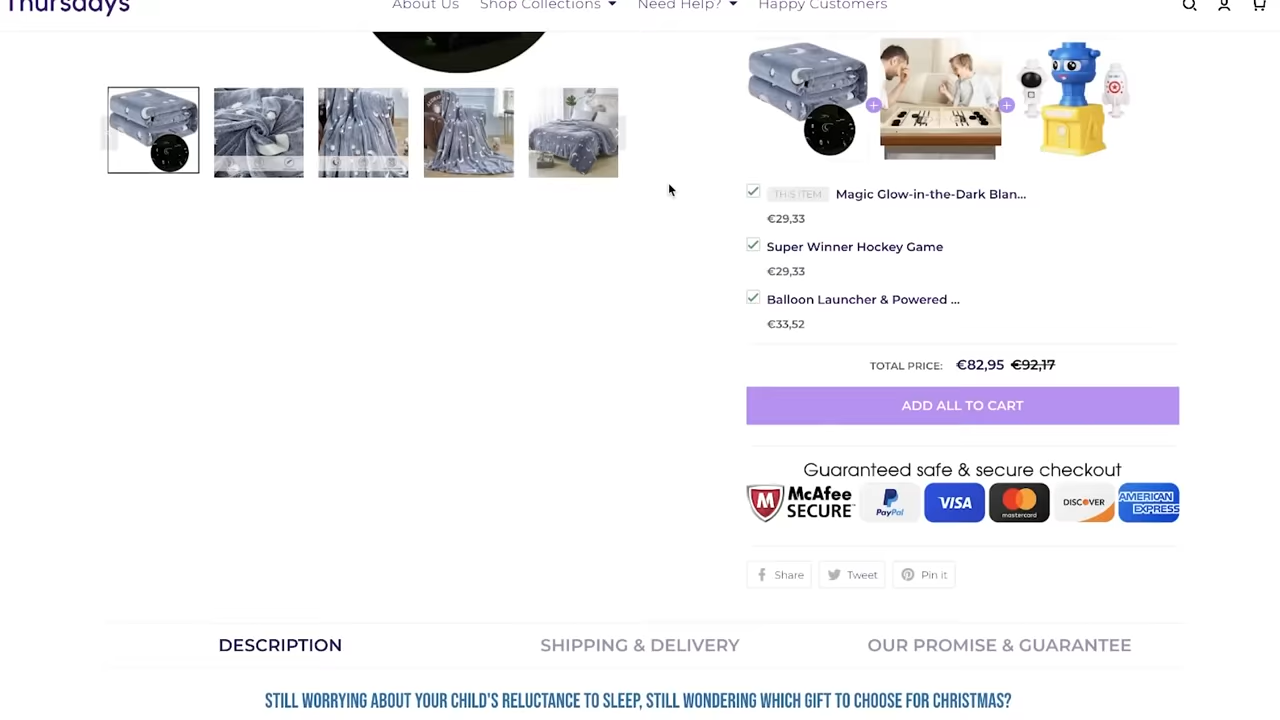 Thursdays
About Us
Shop Collections
Need Help?
Happy Customers
THIS ITEM Magic Glow-in-the-Dark Blan...
€29,33
Super Winner Hockey Game
€29,33
Balloon Launcher & Powered ...
€33,52
TOTAL PRICE: €82,95 €92,17
ADD ALL TO CART
Guaranteed safe & secure checkout
McAfee SECURE
PayPal
VISA
mastercard
DISCOVER
AMERICAN EXPRESS
Share
Tweet
Pin it
DESCRIPTION
SHIPPING & DELIVERY
OUR PROMISE & GUARANTEE
STILL WORRYING ABOUT YOUR CHILD'S RELUCTANCE TO SLEEP, STILL WONDERING WHICH GIFT TO CHOOSE FOR CHRISTMAS?